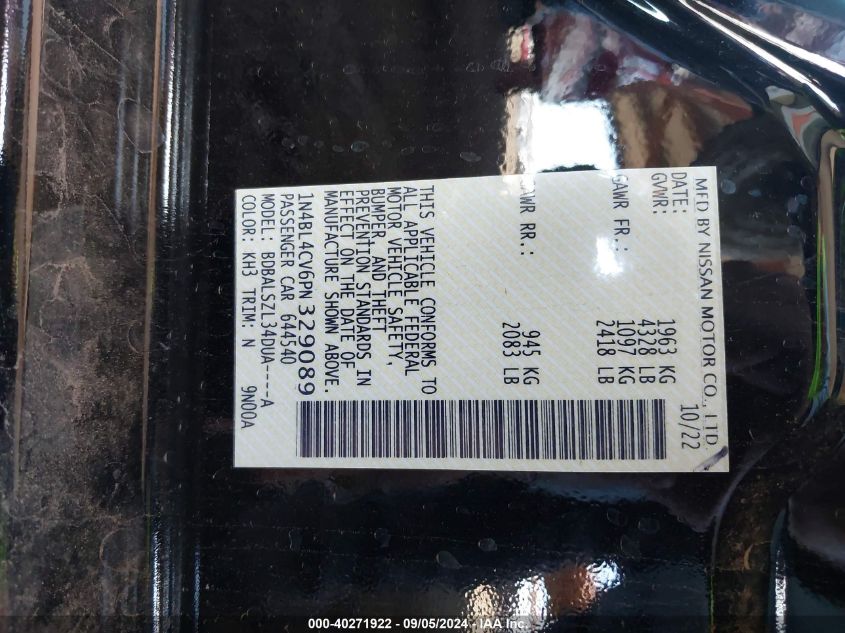 MFD BY NISSAN MOTOR CO., LTD.
DATE: 10/22
GVWR: 1963 KG
4328 LB
GAWR FR.: 1097 KG
2418 LB
GAWR RR.: 945 KG
2083 LB
THIS VEHICLE CONFORMS TO
ALL APPLICABLE FEDERAL
MOTOR VEHICLE SAFETY,
BUMPER, AND THEFT
PREVENTION STANDARDS IN
EFFECT ON THE DATE OF
MANUFACTURE SHOWN ABOVE.
1N4BL4CV6PN329089
PASSENGER CAR 644540
MODEL: BDBALSZL34DUA----A
COLOR: KH3 TRIM: N 9N00A
000-40271922 - 09/05/2024 - IAA Inc.